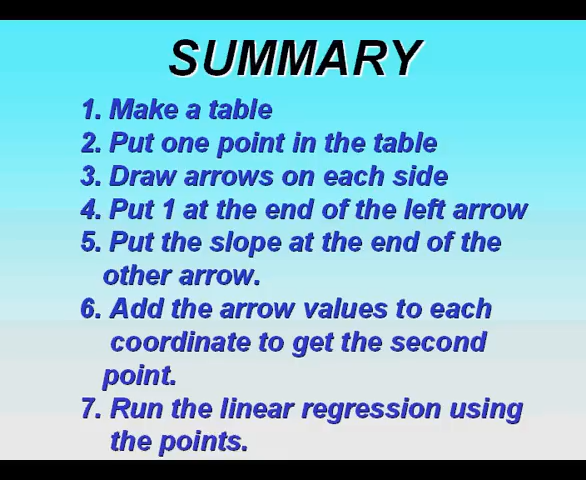 SUMMARY
1. Make a table
2. Put one point in the table
3. Draw arrows on each side
4. Put 1 at the end of the left arrow
5. Put the slope at the end of the
other arrow.
6. Add the arrow values to each
coordinate to get the second
point.
7. Run the linear regression using
the points.